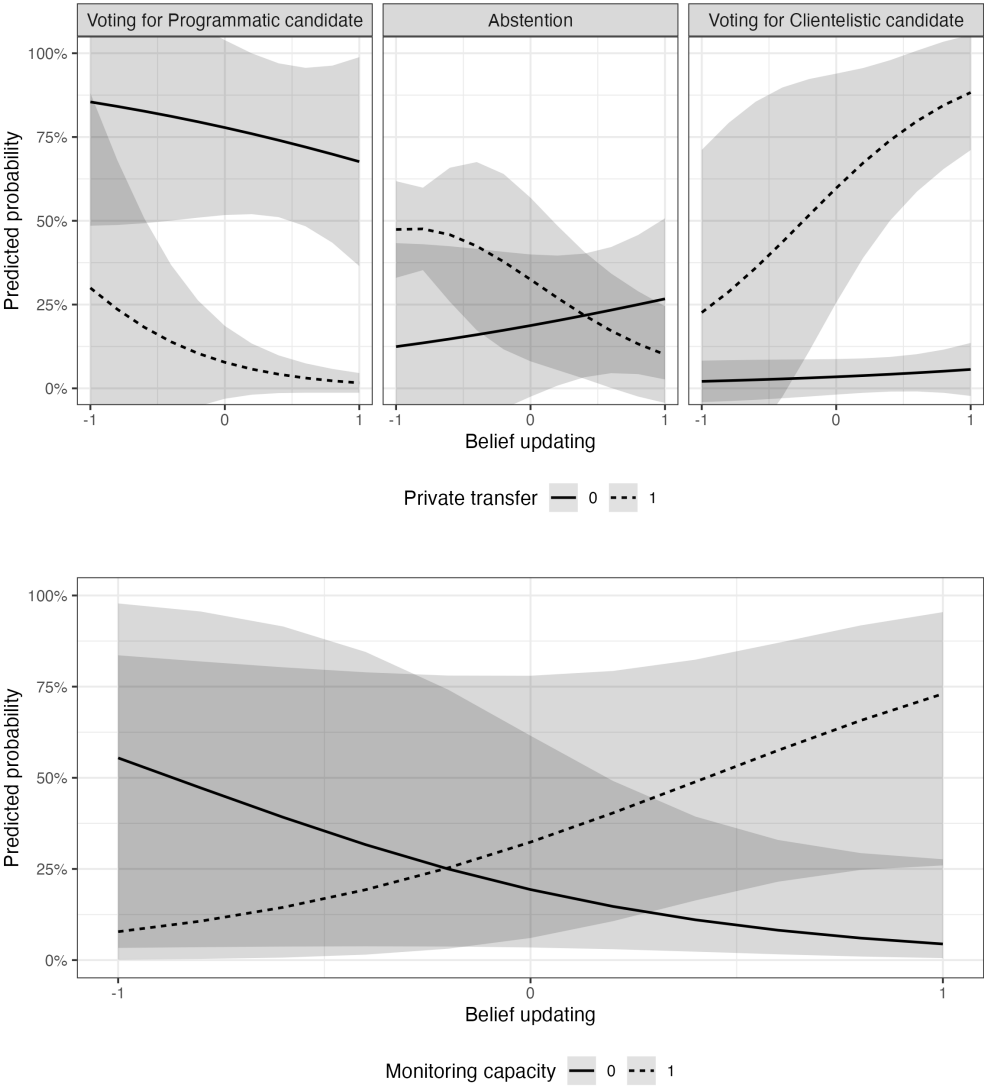 Voting for Programmatic candidate Abstention Voting for Clientelistic candidate
100%
75%
50%
25%
0%
Predicted probability
-1 0 1 -1 0 1 -1 0 1
Belief updating
Private transfer 0 1
100%
75%
50%
25%
0%
Predicted probability
-1 0 1
Belief updating
Monitoring capacity 0 1